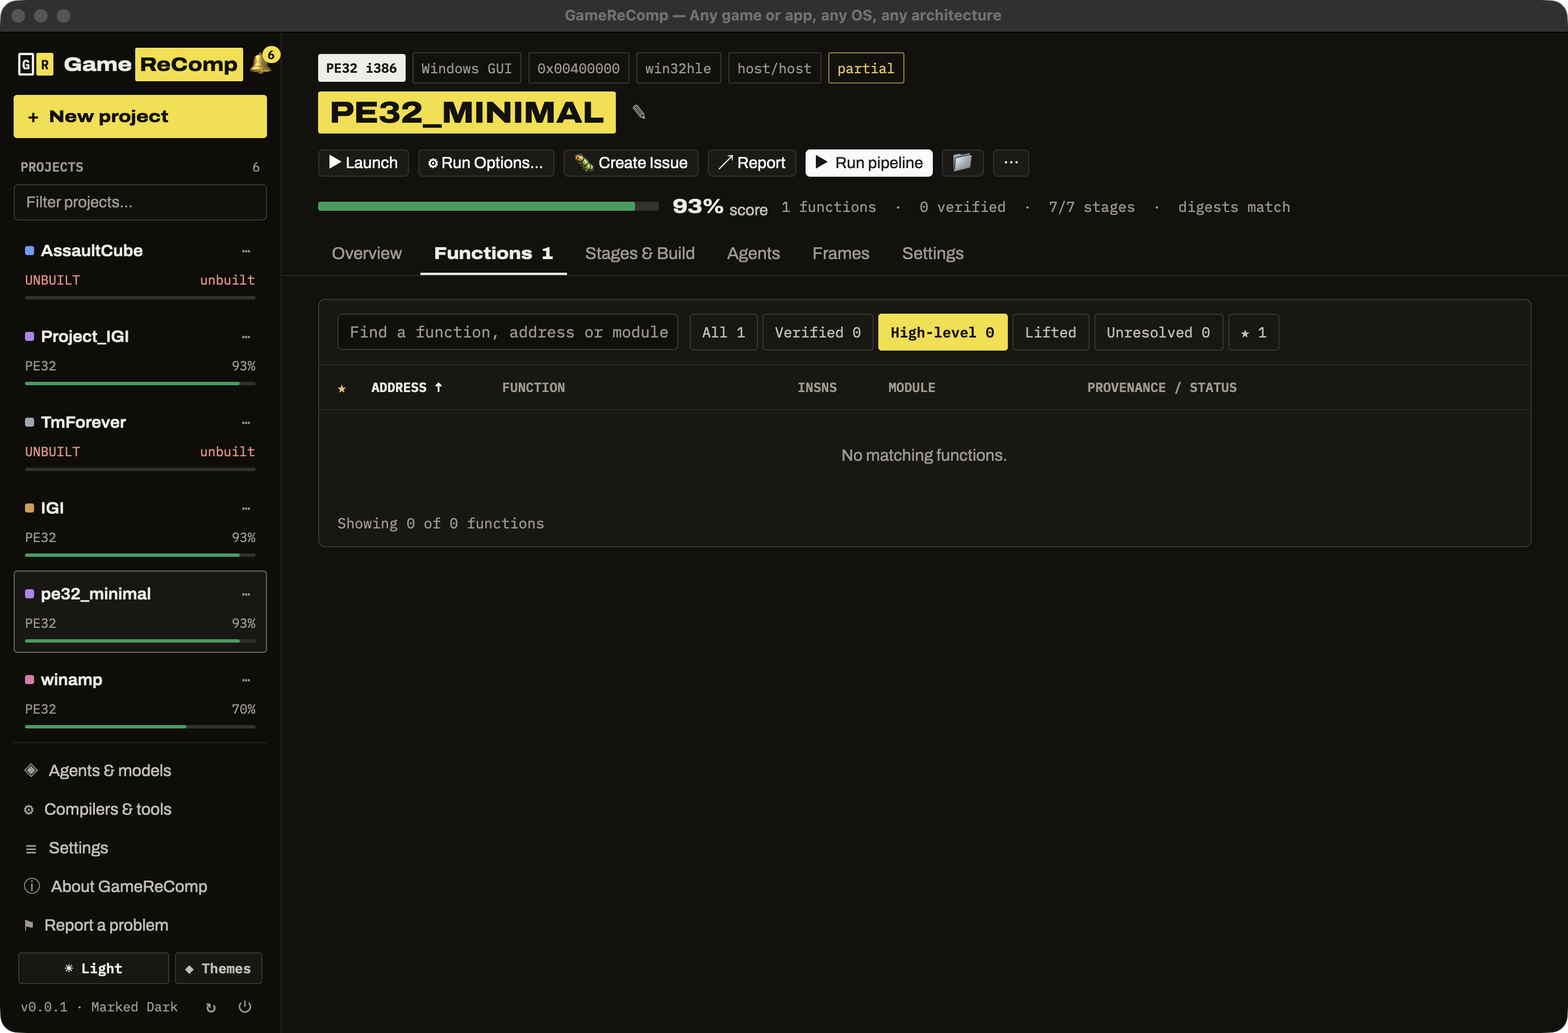 GameReComp — Any game or app, any OS, any architecture
GR Game ReComp 6
+ New project
PROJECTS 6
Filter projects...
AssaultCube ...
UNBUILT unbuilt
Project_IGI ...
PE32 93%
TmForever ...
UNBUILT unbuilt
IGI ...
PE32 93%
pe32_minimal ...
PE32 93%
winamp ...
PE32 70%
Agents & models
Compilers & tools
Settings
About GameReComp
Report a problem
Light Themes
v0.0.1 · Marked Dark
PE32 i386 Windows GUI 0x00400000 win32hle host/host partial
PE32_MINIMAL
Launch Run Options... Create Issue Report Run pipeline ...
93% score 1 functions · 0 verified · 7/7 stages · digests match
Overview Functions 1 Stages & Build Agents Frames Settings
Find a function, address or module All 1 Verified 0 High-level 0 Lifted Unresolved 0 ★ 1
★ ADDRESS ↑ FUNCTION INSNS MODULE PROVENANCE / STATUS
No matching functions.
Showing 0 of 0 functions